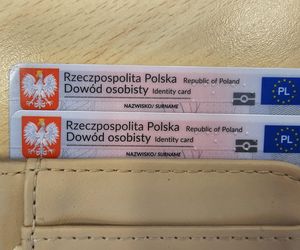 Rzeczpospolita Polska Republic of Poland
Dowód osobisty Identity card
PL
NAZWISKO/ SURNAME
Rzeczpospolita Polska Republic of Poland
Dowód osobisty Identity card
PL
NAZWISKO/ SURNAME